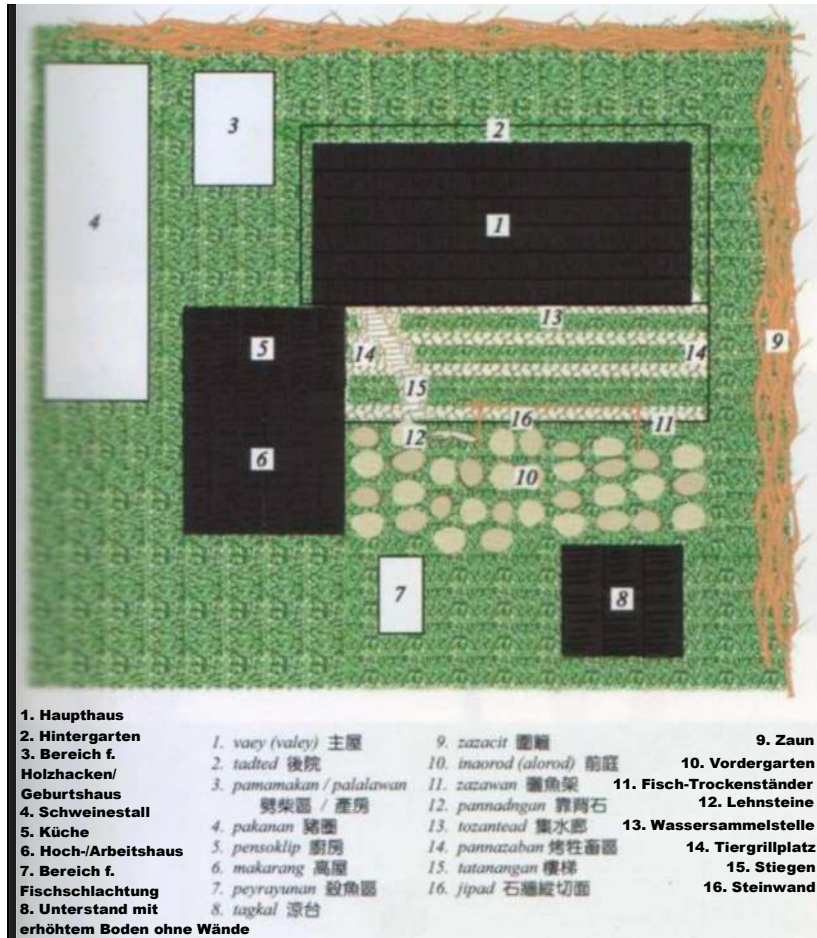 2
3
4
1
13
5
14
14
9
15
16
11
12
6
10
7
8
1. Haupthaus
2. Hintergarten
3. Bereich f.
Holzhacken/
Geburtshaus
4. Schweinestall
5. Küche
6. Hoch-/Arbeitshaus
7. Bereich f.
Fischschlachtung
8. Unterstand mit
erhöhtem Boden ohne Wände
1. vaey (valey) 主屋
2. tadted 後院
3. pamamakan / palalawan
劈柴區 / 產房
4. pakanan 豬圈
5. pensoklip 廚房
6. makarang 高屋
7. peyrayunan 殺魚區
8. tagkal 涼台
9. zazacit 圍籬
10. inaorod (alorod) 前庭
11. zazawan 曬魚架
12. pannadngan 靠背石
13. tozantead 集水廊
14. pannazaban 烤牲畜區
15. tatanangan 樓梯
16. jipad 石牆縱切面
9. Zaun
10. Vordergarten
11. Fisch-Trockenständer
12. Lehnsteine
13. Wassersammelstelle
14. Tiergrillplatz
15. Stiegen
16. Steinwand